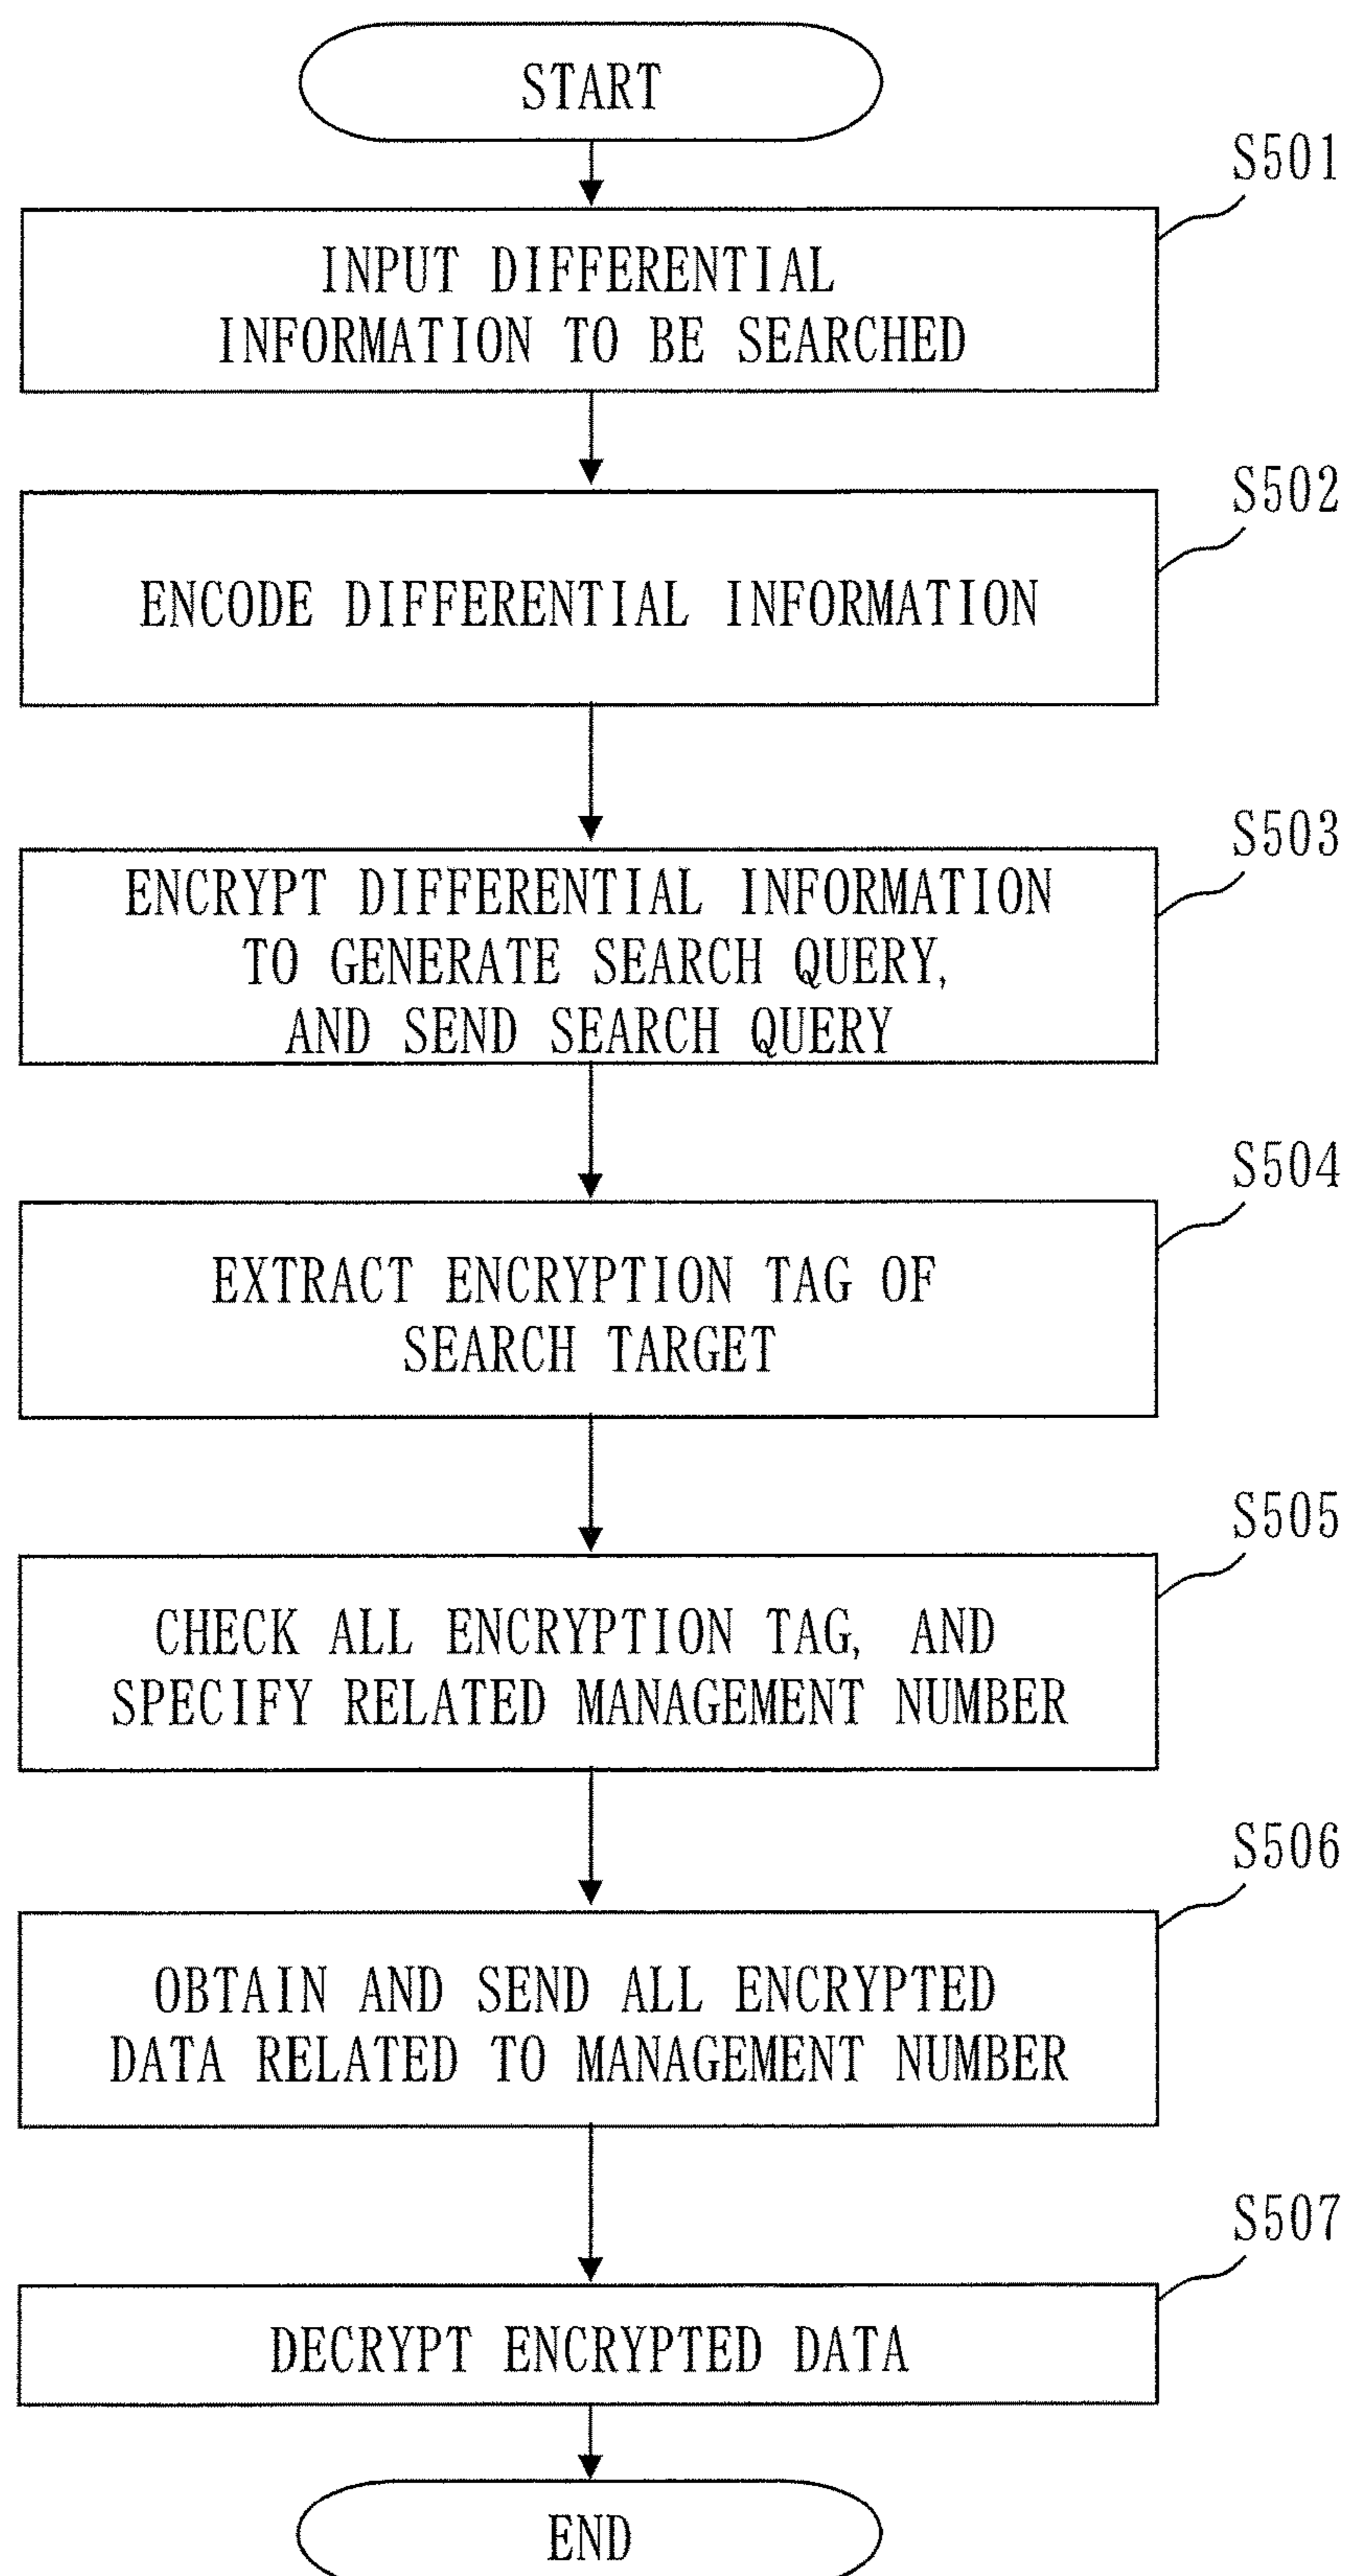 START
S501
INPUT DIFFERENTIAL
INFORMATION TO BE SEARCHED
S502
ENCODE DIFFERENTIAL INFORMATION
S503
ENCRYPT DIFFERENTIAL INFORMATION
TO GENERATE SEARCH QUERY,
AND SEND SEARCH QUERY
S504
EXTRACT ENCRYPTION TAG OF
SEARCH TARGET
S505
CHECK ALL ENCRYPTION TAG, AND
SPECIFY RELATED MANAGEMENT NUMBER
S506
OBTAIN AND SEND ALL ENCRYPTED
DATA RELATED TO MANAGEMENT NUMBER
S507
DECRYPT ENCRYPTED DATA
END